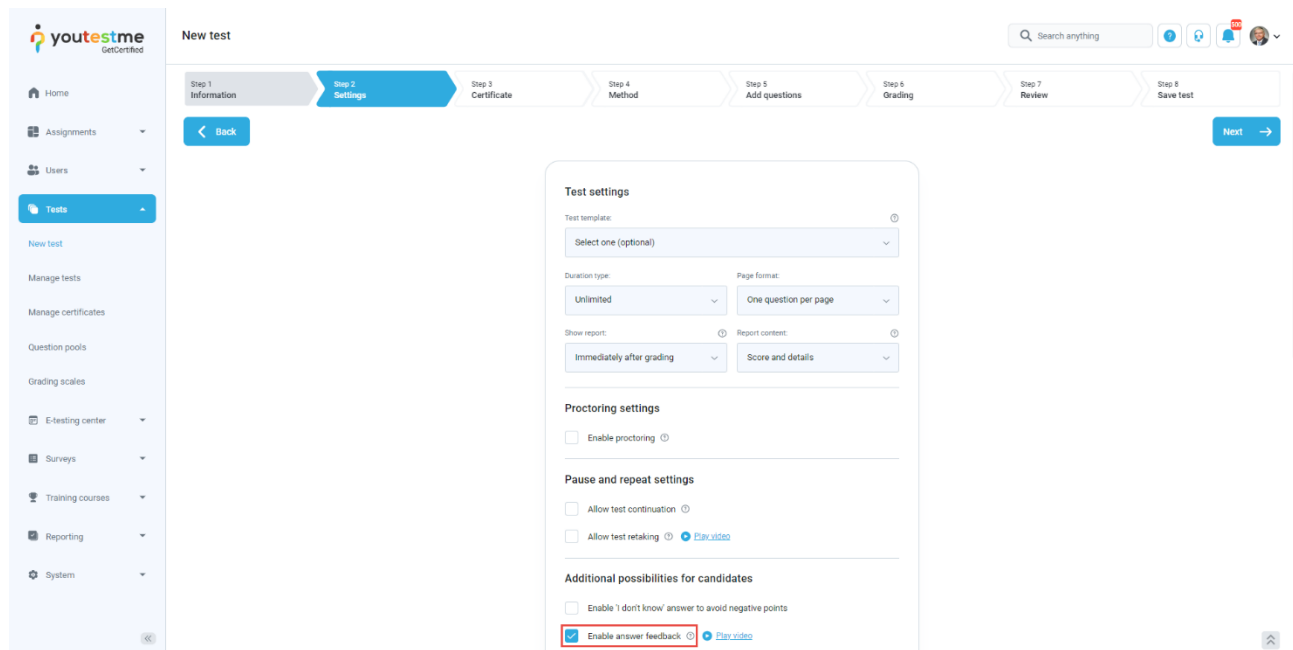 youtestme
GetCertified
New test
Search anything
500
Home
Assignments
Users
Tests
New test
Manage tests
Manage certificates
Question pools
Grading scales
E-testing center
Surveys
Training courses
Reporting
System
Step 1
Information
Step 2
Settings
Step 3
Certificate
Step 4
Method
Step 5
Add questions
Step 6
Grading
Step 7
Review
Step 8
Save test
Back
Next
Test settings
Test template:
Select one (optional)
Duration type: Page format:
Unlimited One question per page
Show report: Report content:
Immediately after grading Score and details
Proctoring settings
Enable proctoring
Pause and repeat settings
Allow test continuation
Allow test retaking Play video
Additional possibilities for candidates
Enable 'I don't know' answer to avoid negative points
Enable answer feedback Play video